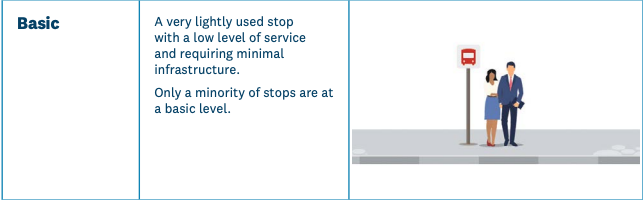 Basic
A very lightly used stop
with a low level of service
and requiring minimal
infrastructure.
Only a minority of stops are at
a basic level.